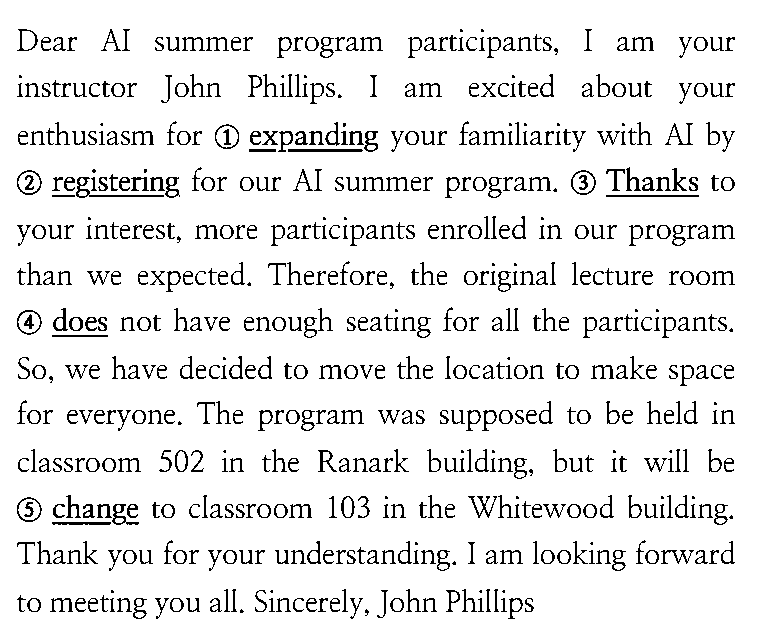 Dear AI summer program participants, I am your
instructor John Phillips. I am excited about your
enthusiasm for ① expanding your familiarity with AI by
② registering for our AI summer program. ③ Thanks to
your interest, more participants enrolled in our program
than we expected. Therefore, the original lecture room
④ does not have enough seating for all the participants.
So, we have decided to move the location to make space
for everyone. The program was supposed to be held in
classroom 502 in the Ranark building, but it will be
⑤ change to classroom 103 in the Whitewood building.
Thank you for your understanding. I am looking forward
to meeting you all. Sincerely, John Phillips